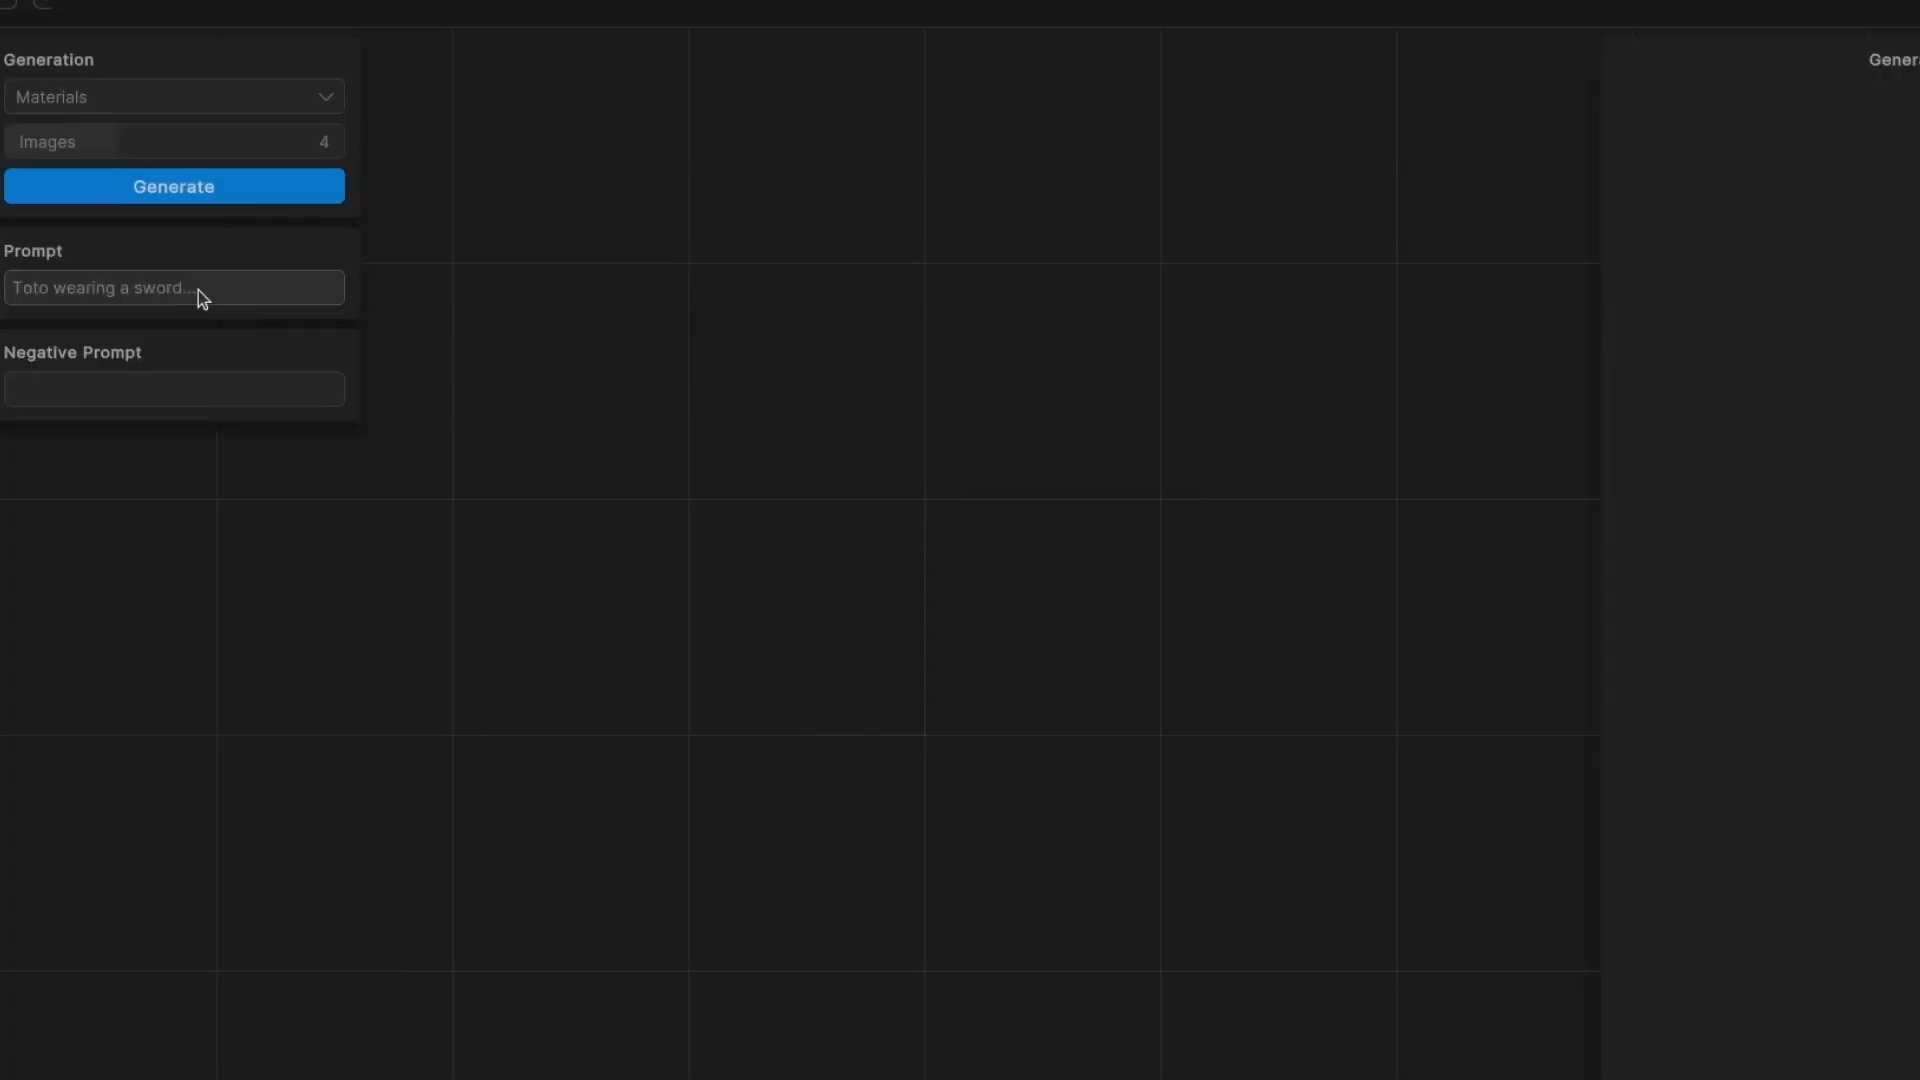 Generation
Materials
Images 4
Generate
Prompt
Toto wearing a sword...
Negative Prompt